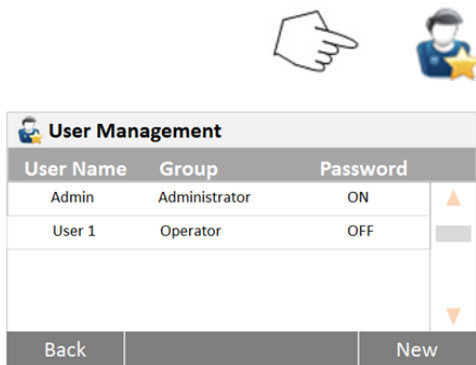 User Management
User Name Group Password
Admin Administrator ON
User 1 Operator OFF
Back New